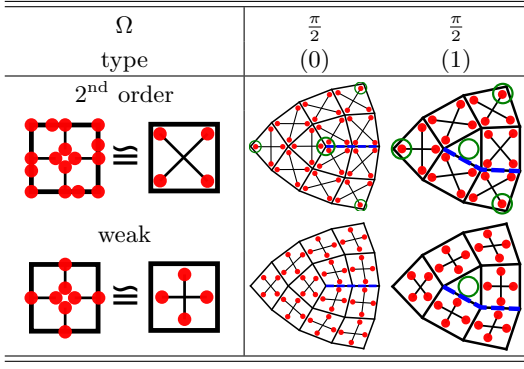 Ω π/2 π/2
type (0) (1)
2nd order
≅
weak
≅